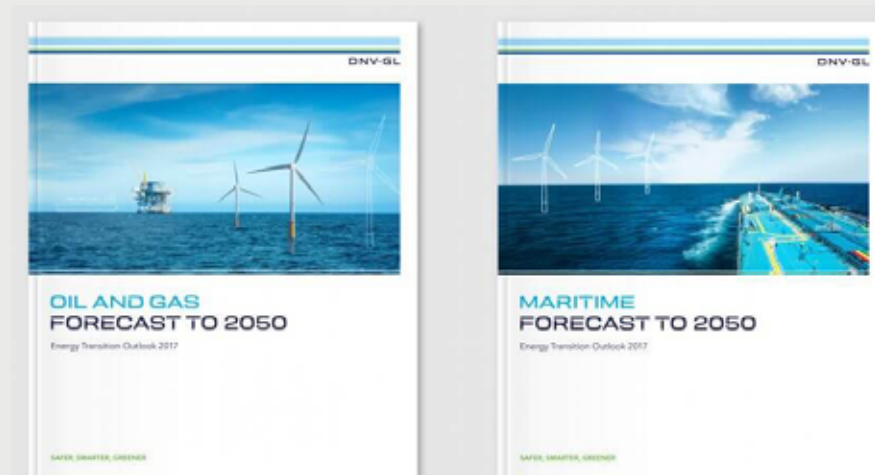 DNV·GL
OIL AND GAS
FORECAST TO 2050
Energy Transition Outlook 2017
SAFER, SMARTER, GREENER
DNV·GL
MARITIME
FORECAST TO 2050
Energy Transition Outlook 2017
SAFER, SMARTER, GREENER